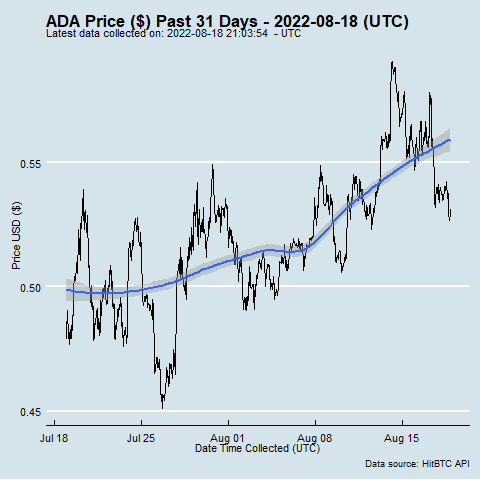 ADA Price ($) Past 31 Days - 2022-08-18 (UTC)
Latest data collected on: 2022-08-18 21:03:54 - UTC
Price USD ($)
0.55
0.50
0.45
Jul 18
Jul 25
Aug 01
Aug 08
Aug 15
Date Time Collected (UTC)
Data source: HitBTC API